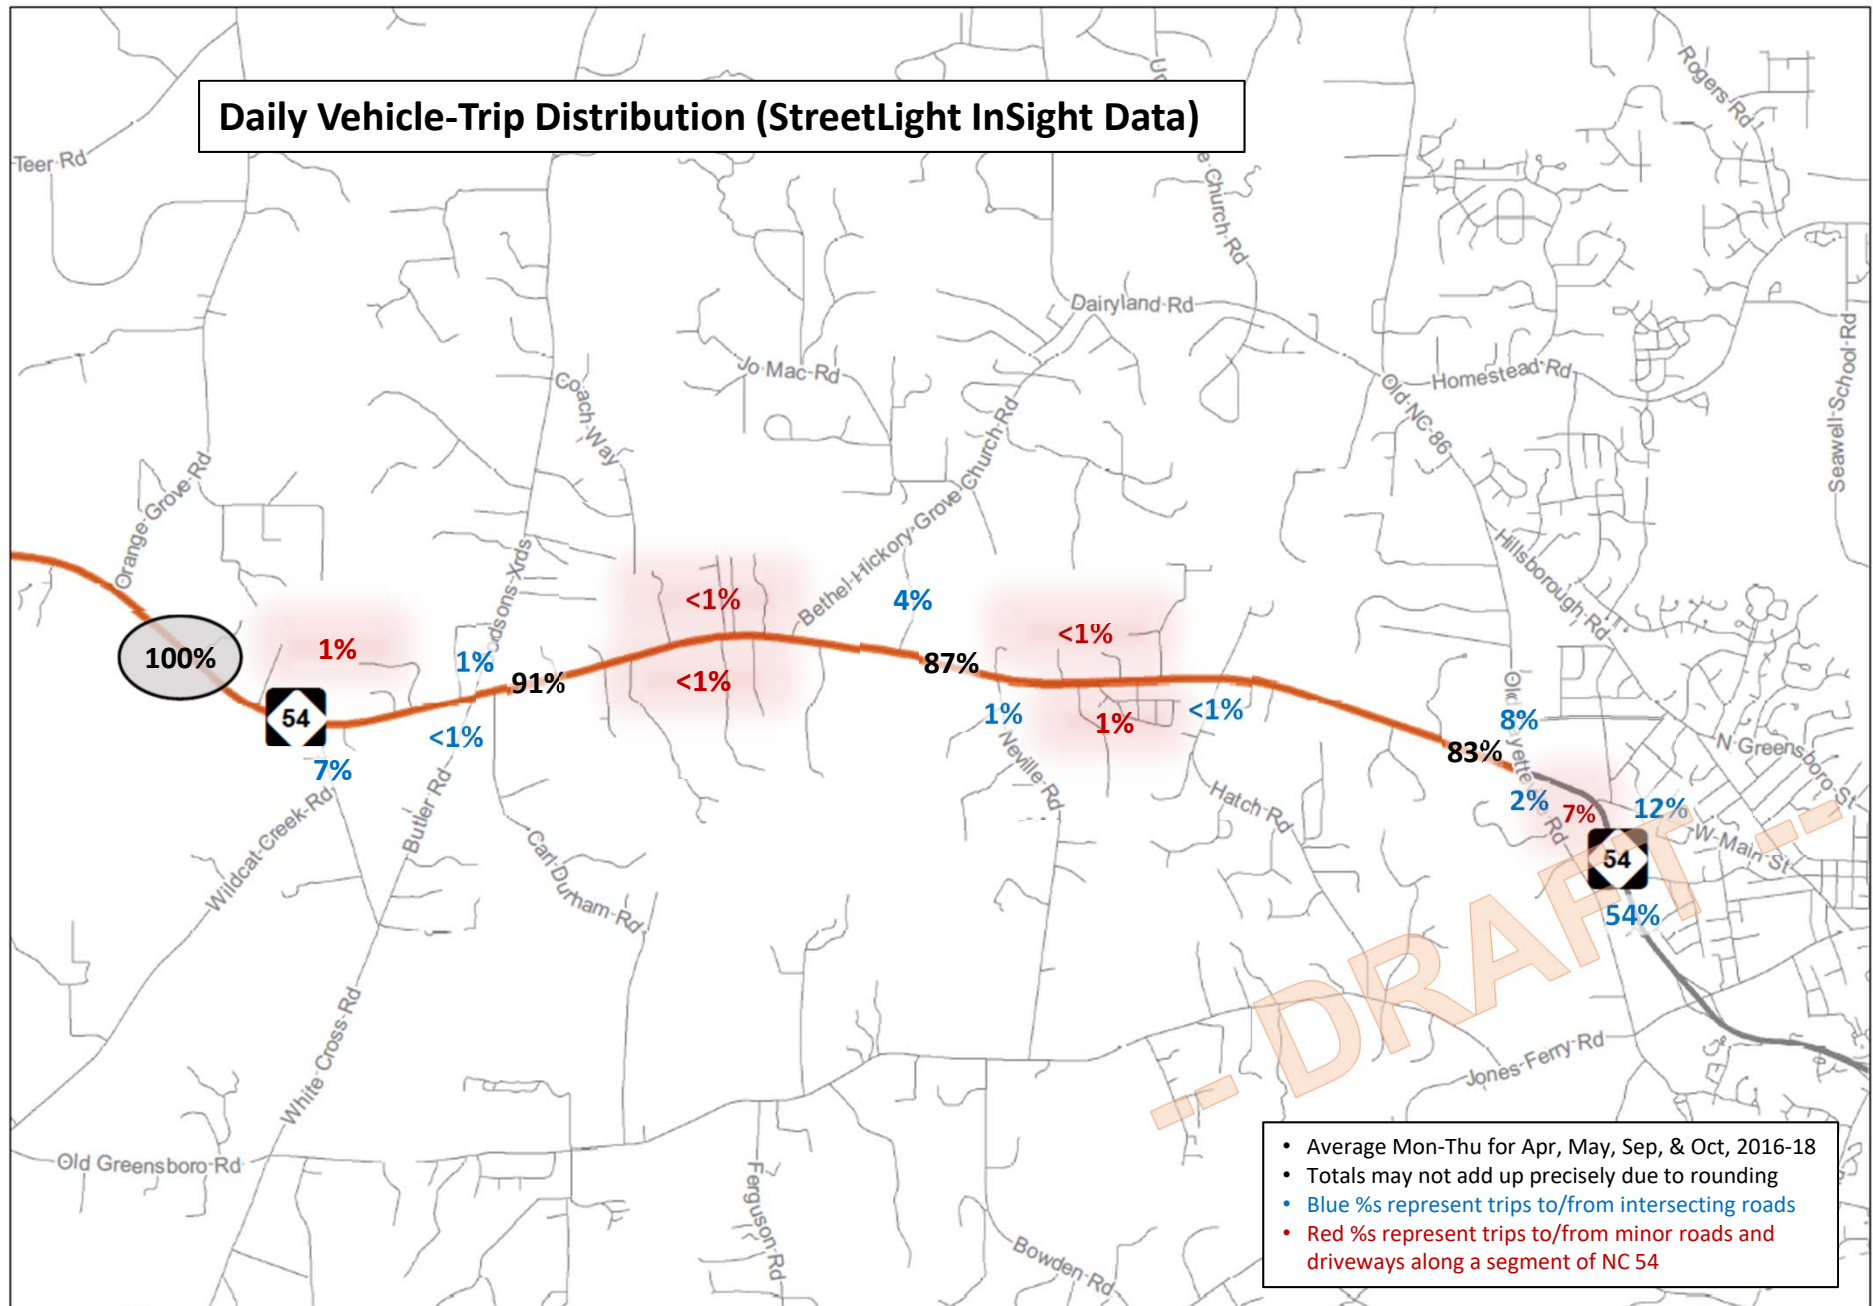 Daily Vehicle-Trip Distribution (StreetLight InSight Data)
Rogers Rd
Teer Rd
e Church Rd
Dairyland Rd
Seawell School Rd
Jo Mac Rd
Homestead Rd
Coach Way
Old NC 86
Orange Grove Rd
Bethel Hickory Grove Church Rd
Hillsborough Rd
udsons Xrds
<1%
4%
<1%
100%
1%
1%
91%
<1%
87%
54
<1%
1%
1%
<1%
8%
83%
7%
Neville Rd
N Greensboro St
Hatch Rd
2%
7%
12%
Butler Rd
Wildcat Creek Rd
Carl Durham Rd
W Main St
54
54%
-- DRAFT --
White Cross Rd
Jones Ferry Rd
Old Greensboro Rd
Ferguson Rd
Bowden Rd
• Average Mon-Thu for Apr, May, Sep, & Oct, 2016-18
• Totals may not add up precisely due to rounding
• Blue %s represent trips to/from intersecting roads
• Red %s represent trips to/from minor roads and
driveways along a segment of NC 54